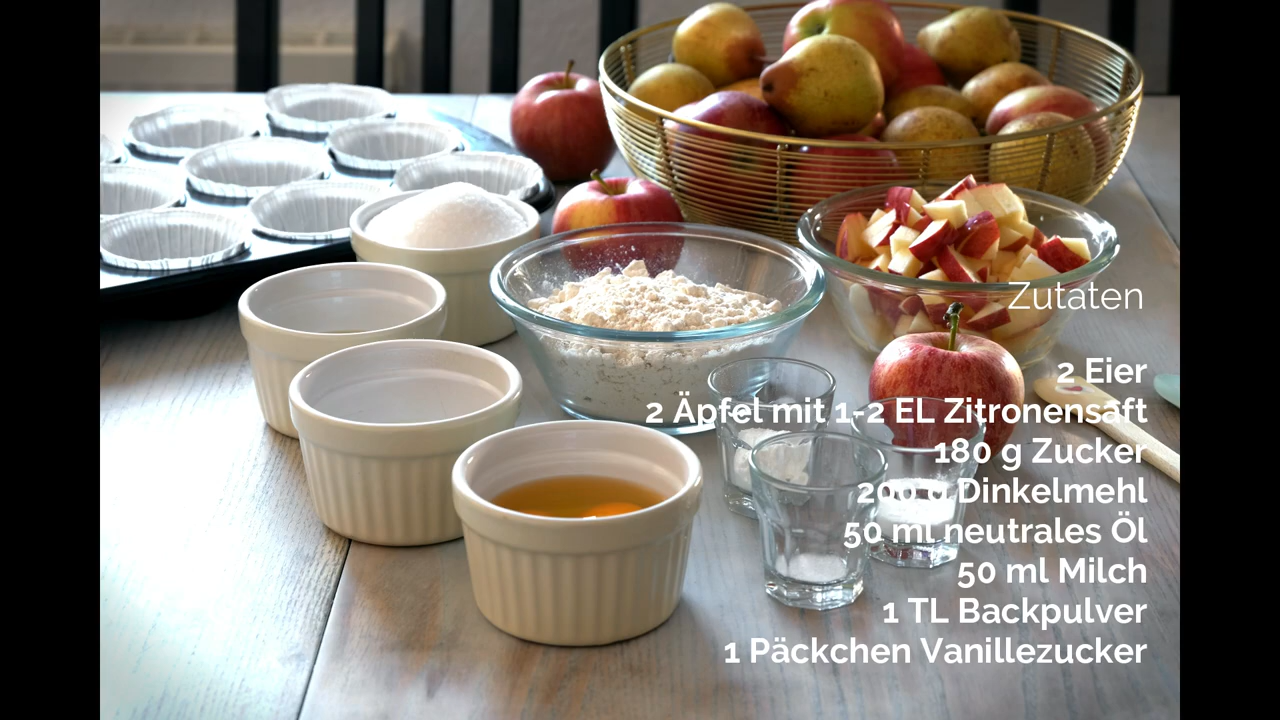 Zutaten
2 Eier
2 Äpfel mit 1-2 EL Zitronensaft
180 g Zucker
200 g Dinkelmehl
50 ml neutrales Öl
50 ml Milch
1 TL Backpulver
1 Päckchen Vanillezucker